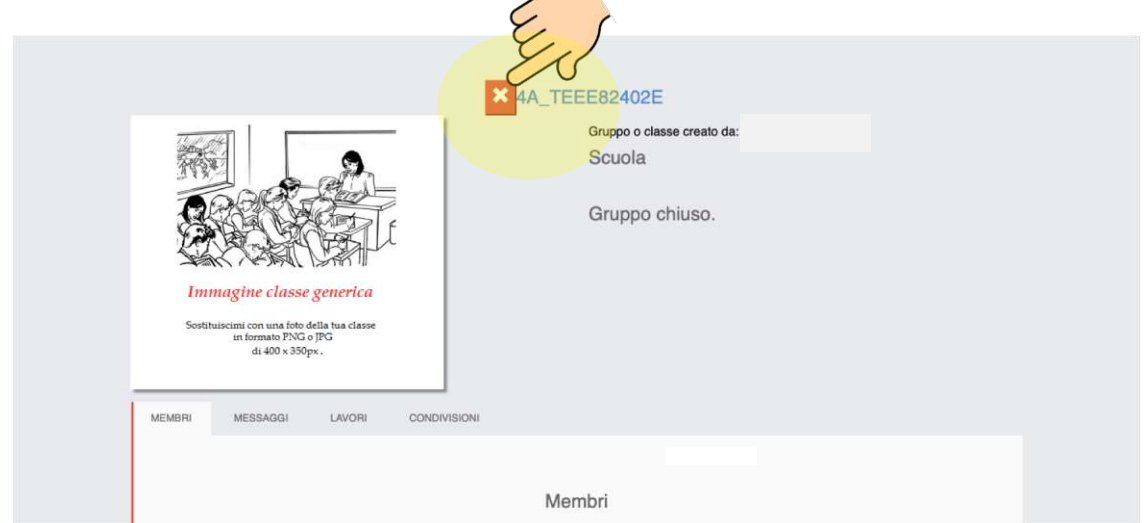 4A_TEEE82402E
Gruppo o classe creato da:
Scuola
Gruppo chiuso.
Immagine classe generica
Sostituiscimi con una foto della tua classe
in formato PNG o JPG
di 400 x 350px.
MEMBRI MESSAGGI LAVORI CONDIVISIONI
Membri